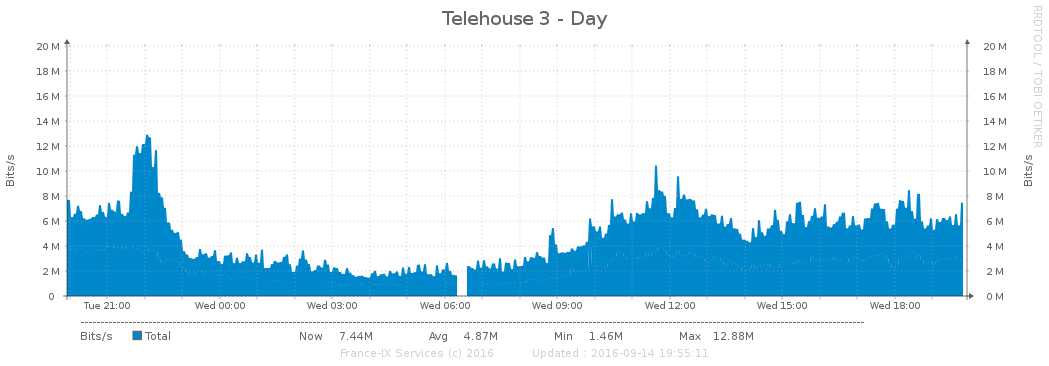 Telehouse 3 - Day
RRDTOOL / TOBI OETIKER
Bits/s
20 M 20 M
18 M 18 M
16 M 16 M
14 M 14 M
12 M 12 M
10 M 10 M
8 M 8 M
6 M 6 M
4 M 4 M
2 M 2 M
0 0 M
Bits/s
Tue 21:00 Wed 00:00 Wed 03:00 Wed 06:00 Wed 09:00 Wed 12:00 Wed 15:00 Wed 18:00
Bits/s Total Now 7.44M Avg 4.87M Min 1.46M Max 12.88M
France-IX Services (c) 2016 Updated : 2016-09-14 19:55:11